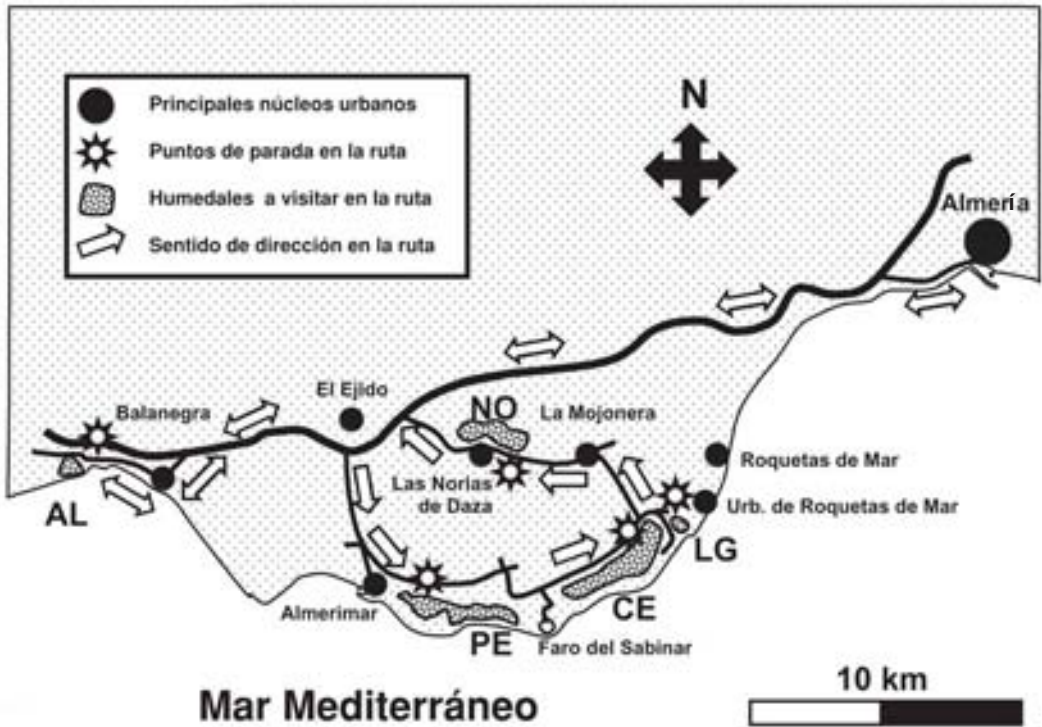 Principales núcleos urbanos
Puntos de parada en la ruta
Humedales a visitar en la ruta
Sentido de dirección en la ruta
N
Almería
El Ejido
Balanegra
NO
La Mojonera
Roquetas de Mar
Las Norias
de Daza
Urb. de Roquetas de Mar
AL
LG
Almerimar
CE
PE
Faro del Sabinar
Mar Mediterráneo
10 km